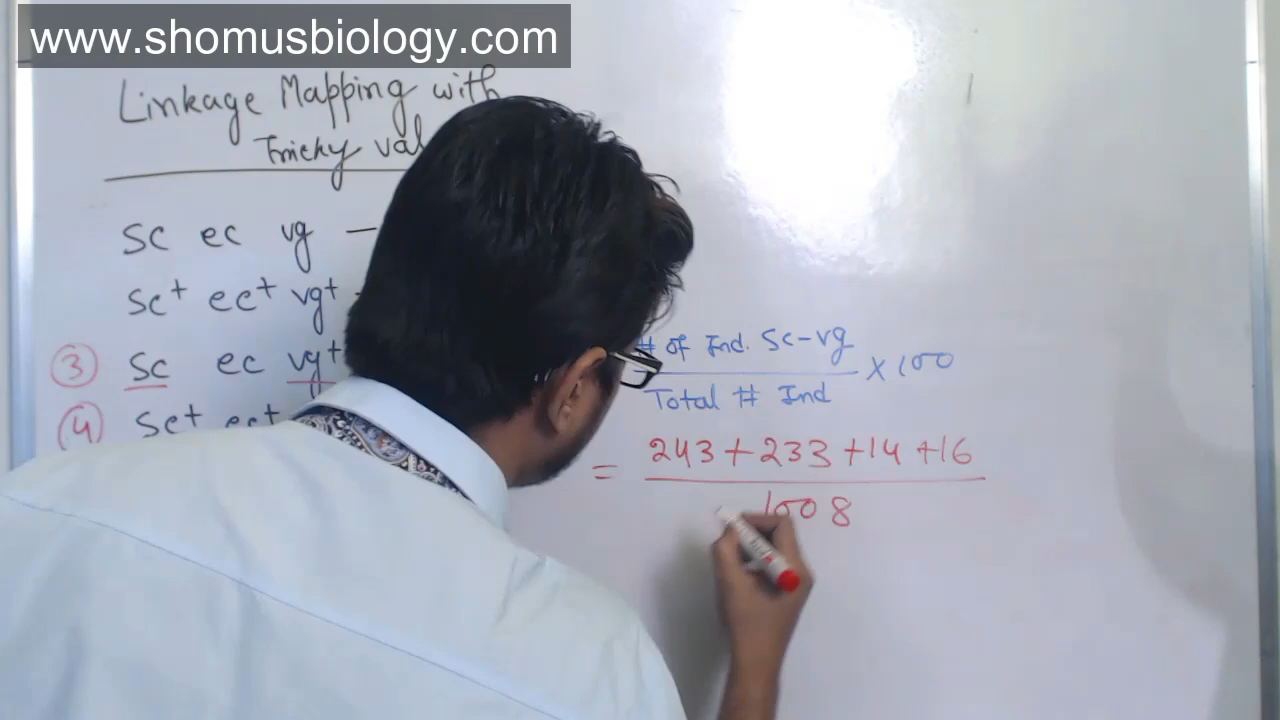 www.shomusbiology.com
Linkage Mapping with
Tricky
sc ec vg —
sc+ ec+ vg+
③ sc ec vg+
④ sc+ ec+
# of Ind. Sc-vg
Total # Ind
x 100
= 243 + 233 + 14 + 16
1008